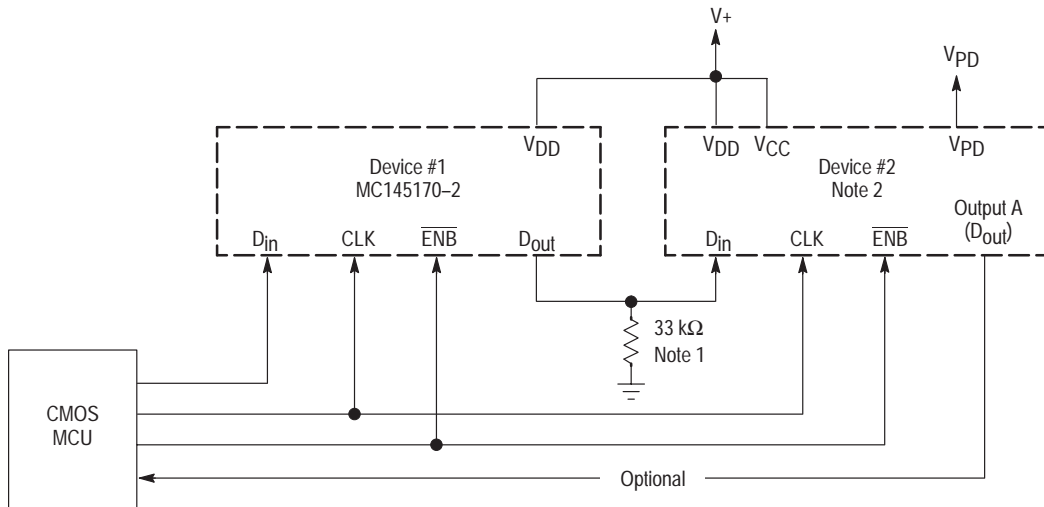 V+
VPD
VDD
VDD VCC VPD
Device #1
MC145170–2
Device #2
Note 2
Output A
(Dout)
Din CLK ENB Dout
Din CLK ENB
33 kΩ
Note 1
CMOS
MCU
Optional